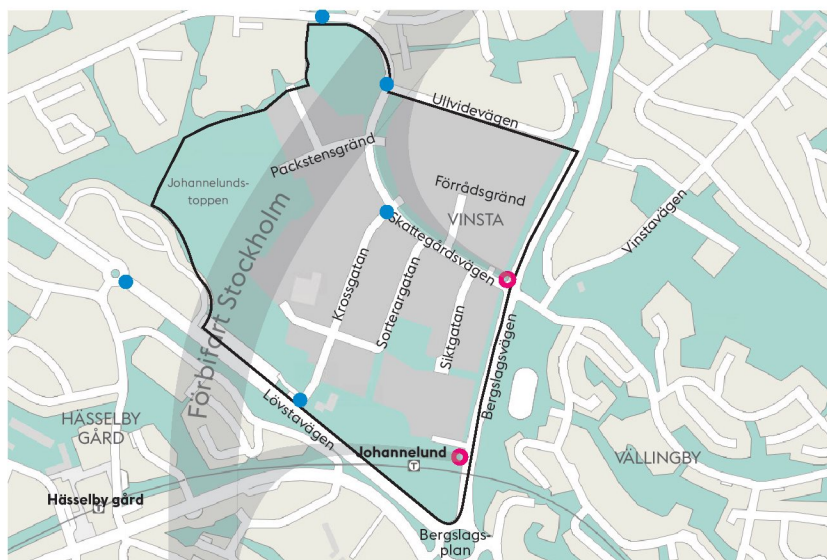 Ullvidevägen
Packstensgränd
Johannelunds-
toppen
Förrådsgränd
VINSTA
Vinstavägen
Skattegårdsvägen
Förbifart Stockholm
Krossgatan
Sorterargatan
Siktgatan
Bergslagsvägen
Lövstavägen
HÄSSELBY
GÅRD
Johannelund
T
VÄLLINGBY
Hässelby gård
T
Bergslags-
plan